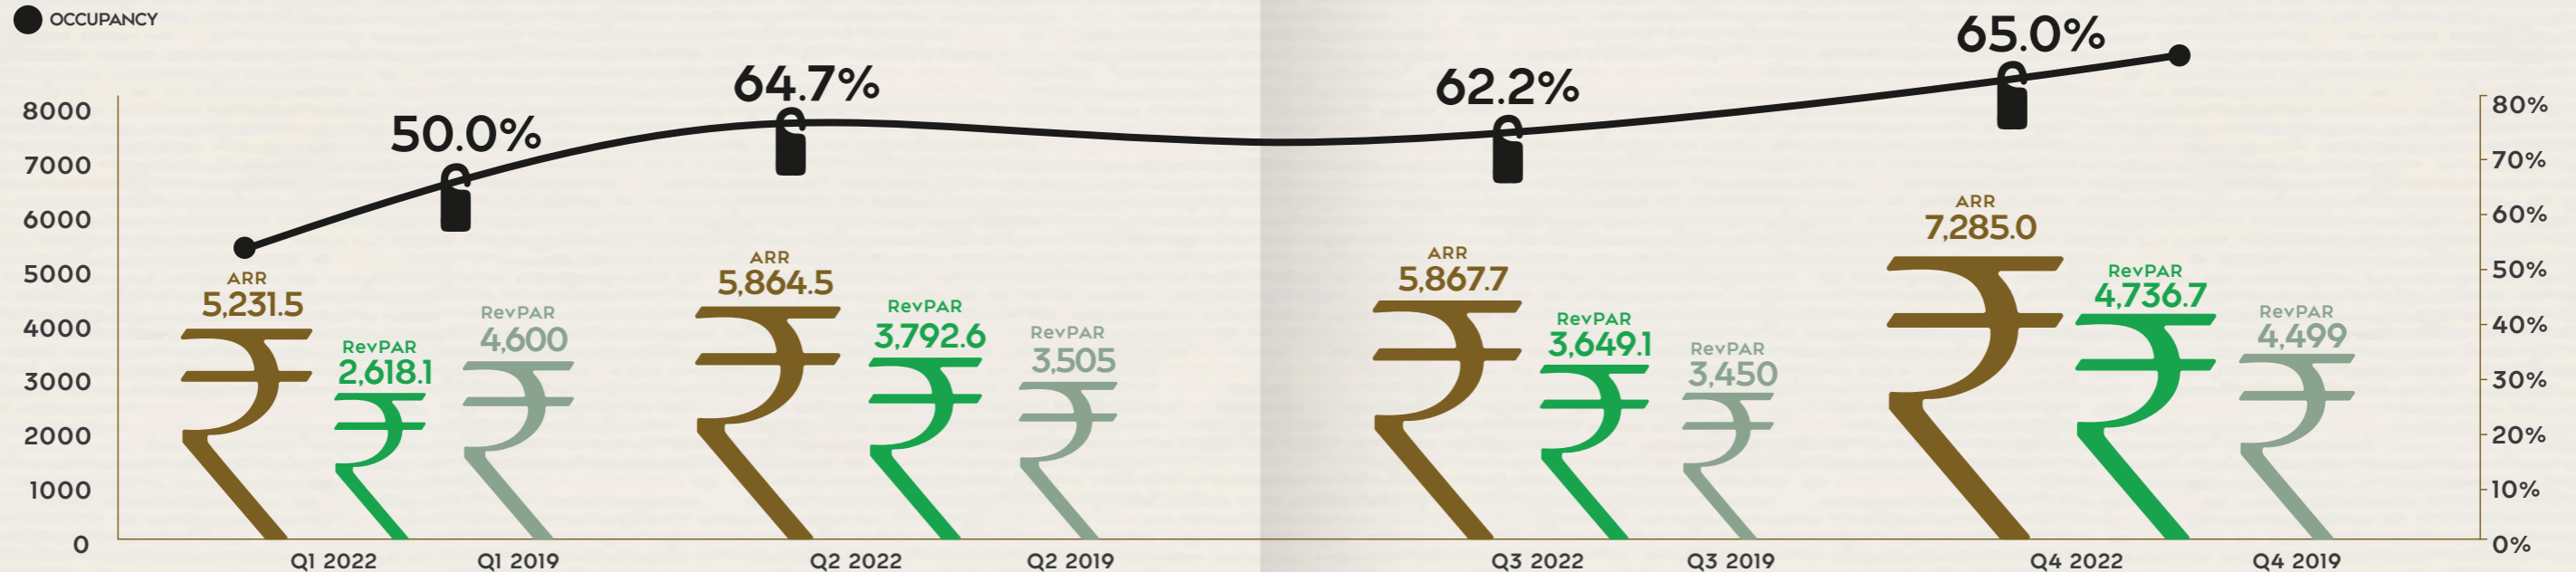 OCCUPANCY
50.0%
64.7%
62.2%
65.0%
8000
7000
6000
5000
4000
3000
2000
1000
0
ARR
5,231.5
RevPAR
2,618.1
RevPAR
4,600
ARR
5,864.5
RevPAR
3,792.6
RevPAR
3,505
ARR
5,867.7
RevPAR
3,649.1
RevPAR
3,450
ARR
7,285.0
RevPAR
4,736.7
RevPAR
4,499
80%
70%
60%
50%
40%
30%
20%
10%
0%
Q1 2022
Q1 2019
Q2 2022
Q2 2019
Q3 2022
Q3 2019
Q4 2022
Q4 2019